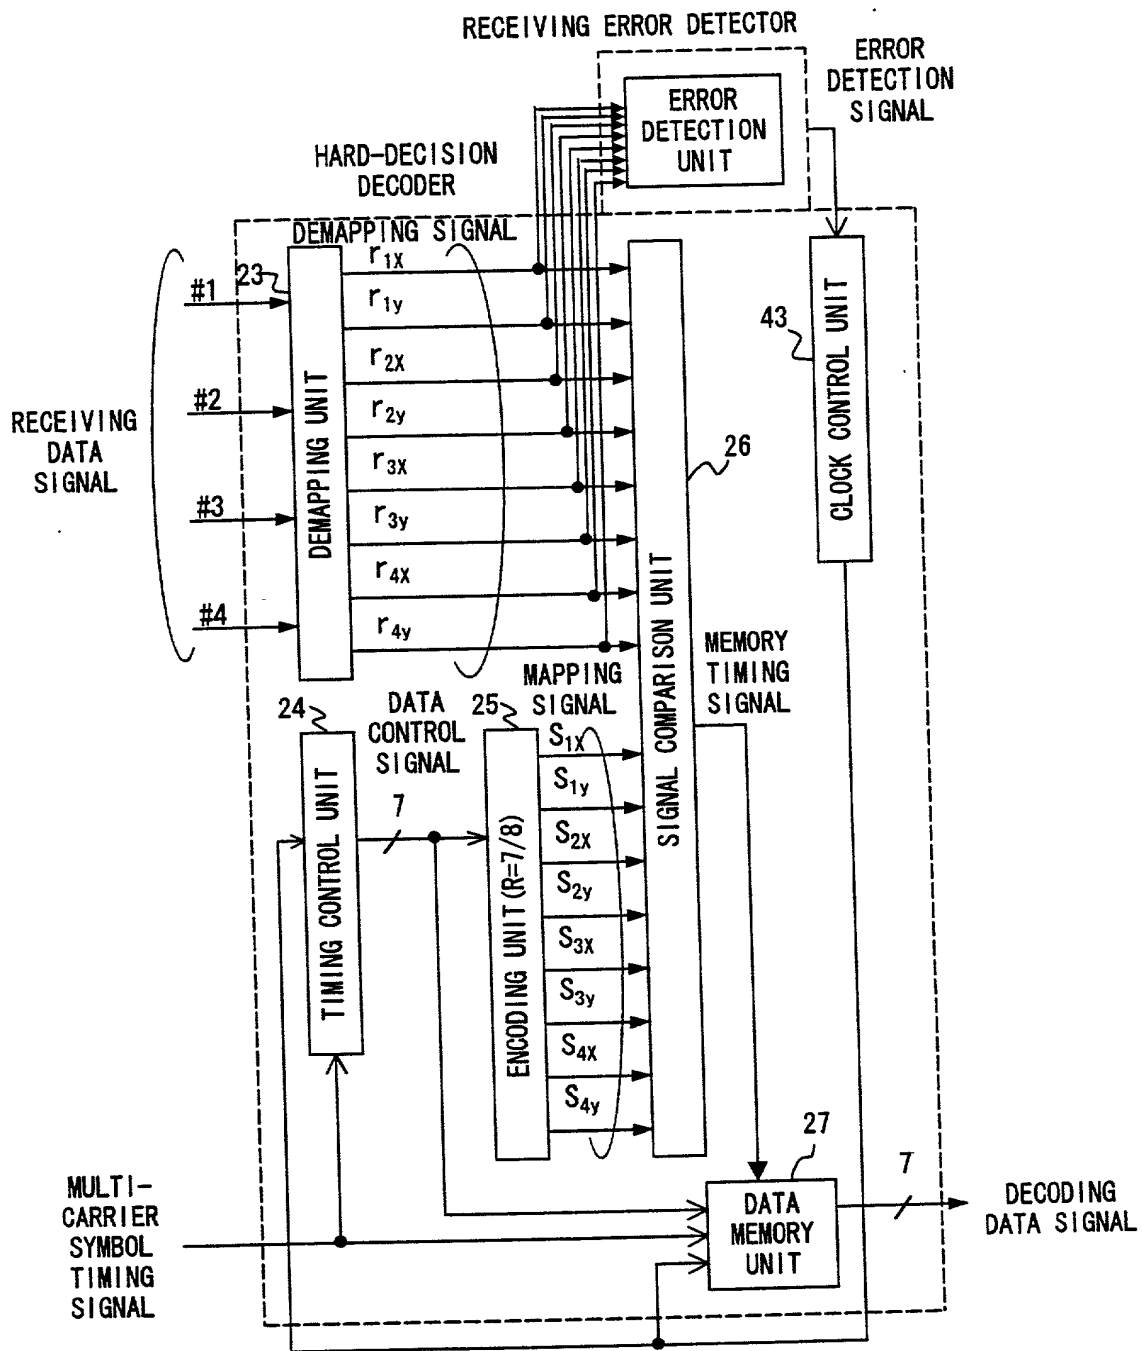 RECEIVING ERROR DETECTOR
ERROR
DETECTION
SIGNAL
ERROR
DETECTION
UNIT
HARD-DECISION
DECODER
DEMAPPING SIGNAL
23
#1
#2
#3
#4
RECEIVING
DATA
SIGNAL
DEMAPPING UNIT
r1X
r1y
r2X
r2y
r3X
r3y
r4X
r4y
26
SIGNAL COMPARISON UNIT
43
CLOCK CONTROL UNIT
MEMORY
TIMING
SIGNAL
MAPPING
SIGNAL
24
TIMING CONTROL UNIT
DATA
CONTROL
SIGNAL
7
25
ENCODING UNIT(R=7/8)
S1X
S1y
S2X
S2y
S3X
S3y
S4X
S4y
27
DATA
MEMORY
UNIT
7
DECODING
DATA SIGNAL
MULTI-
CARRIER
SYMBOL
TIMING
SIGNAL